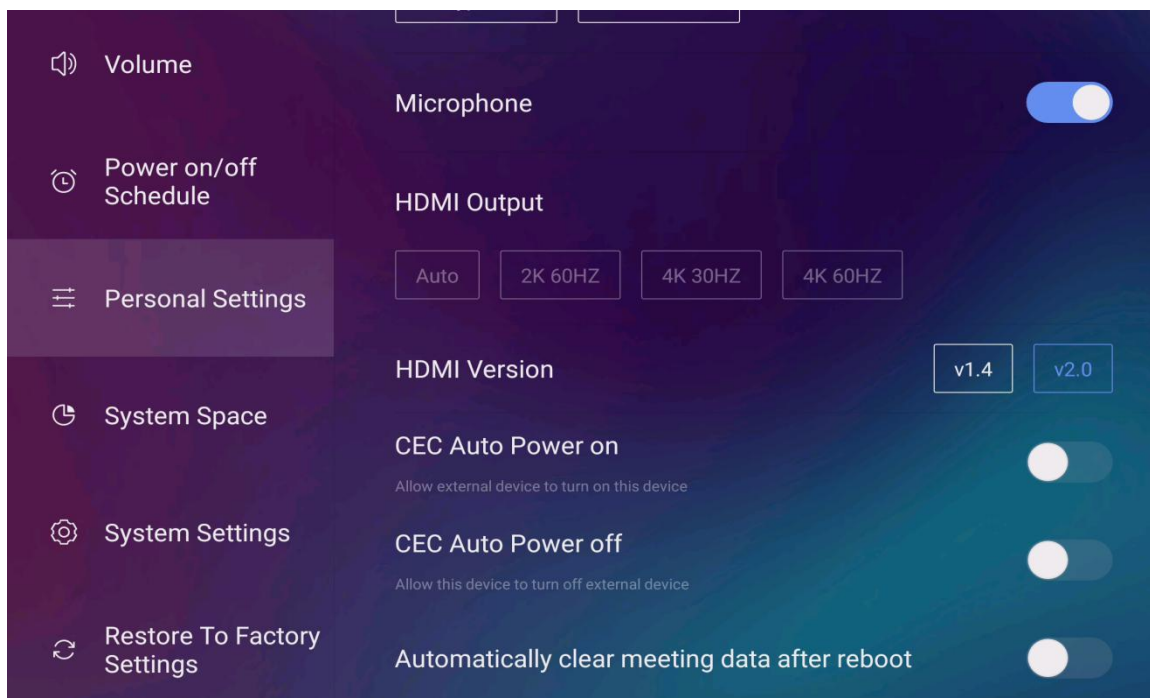 Volume
Power on/off
Schedule
Personal Settings
System Space
System Settings
Restore To Factory
Settings
Microphone
HDMI Output
Auto 2K 60HZ 4K 30HZ 4K 60HZ
HDMI Version v1.4 v2.0
CEC Auto Power on
Allow external device to turn on this device
CEC Auto Power off
Allow this device to turn off external device
Automatically clear meeting data after reboot